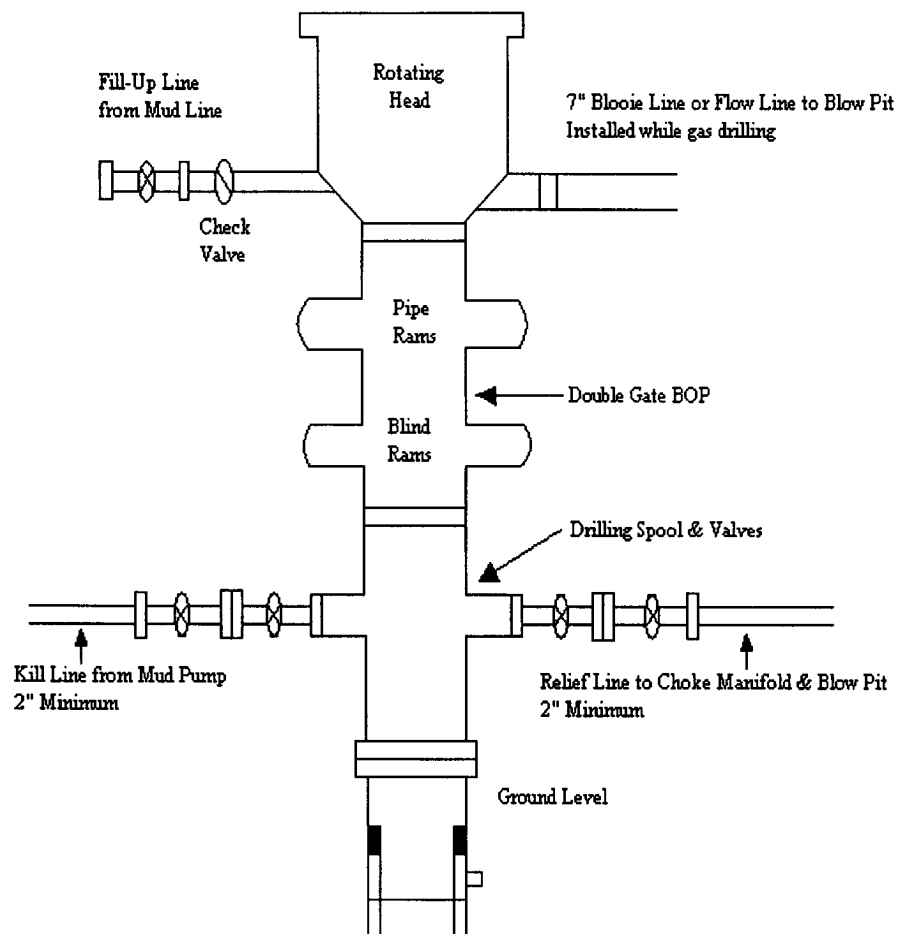 Rotating
Head
Fill-Up Line
from Mud Line
7" Blooie Line or Flow Line to Blow Pit
Installed while gas drilling
Check
Valve
Pipe
Rams
Double Gate BOP
Blind
Rams
Drilling Spool & Valves
Kill Line from Mud Pump
2" Minimum
Relief Line to Choke Manifold & Blow Pit
2" Minimum
Ground Level